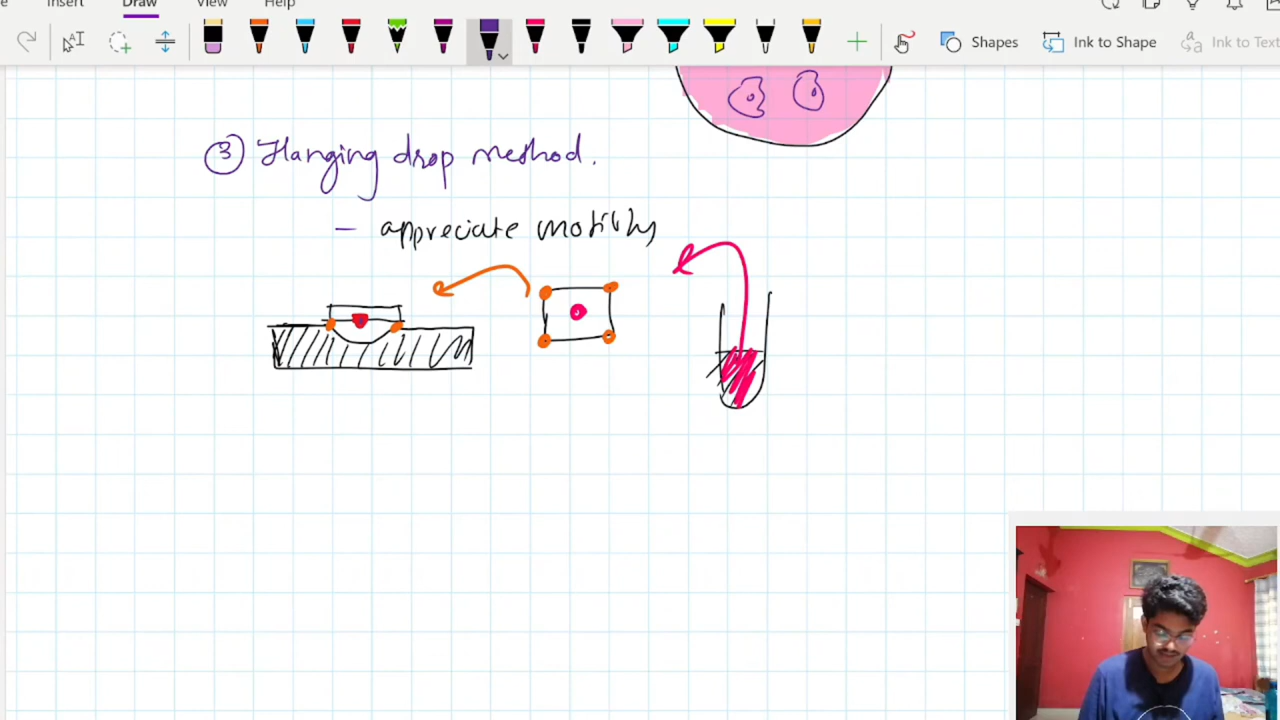 Insert Draw View Help
Shapes Ink to Shape Ink to Text
③ Hanging drop method.
– appreciate motility